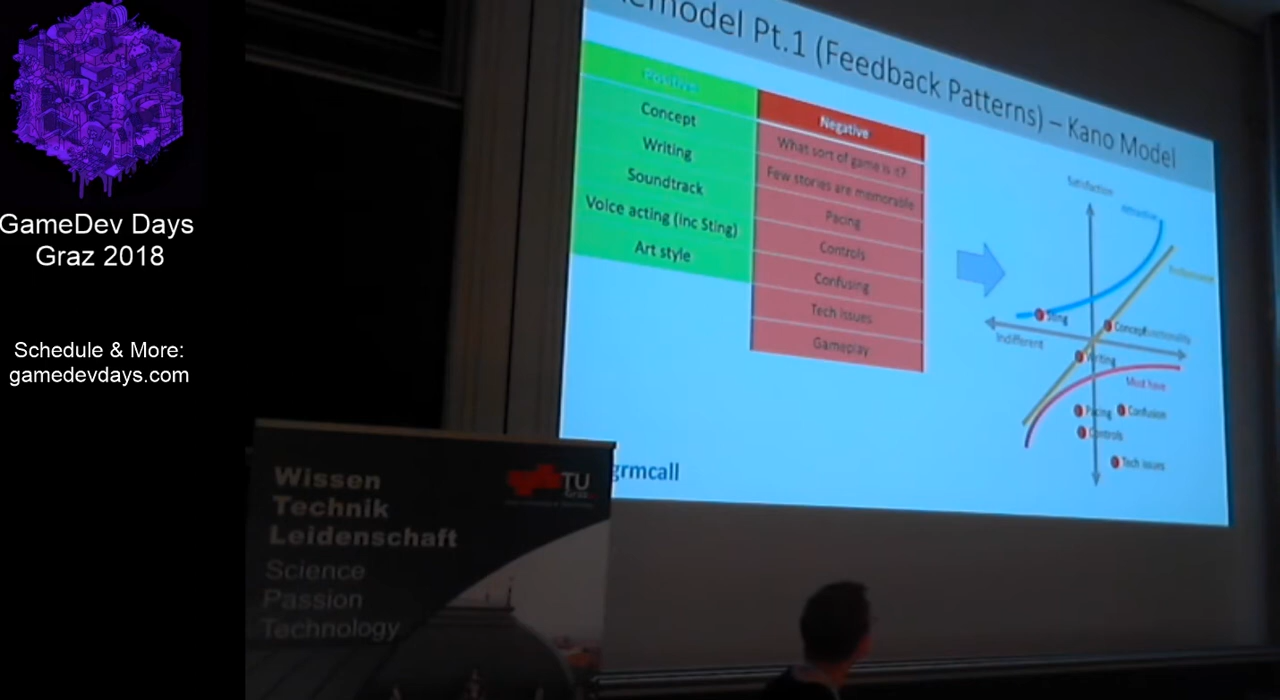 GameDev Days
Graz 2018
Schedule & More:
gamedevdays.com
Pt.1 (Feedback Patterns) – Kano Model
Positive
Concept
Writing
Soundtrack
Voice acting (inc Sting)
Art style
Negative
What sort of game is it?
Few stories are memorable
Pacing
Controls
Confusing
Tech issues
Gameplay
Satisfaction
Attractive
Performance
Sting
Concept
Indifferent
Writing
Must have
Pacing
Confusion
Controls
Tech issues
grmcall
Wissen
Technik
Leidenschaft
Science
Passion
Technology
TU
Graz